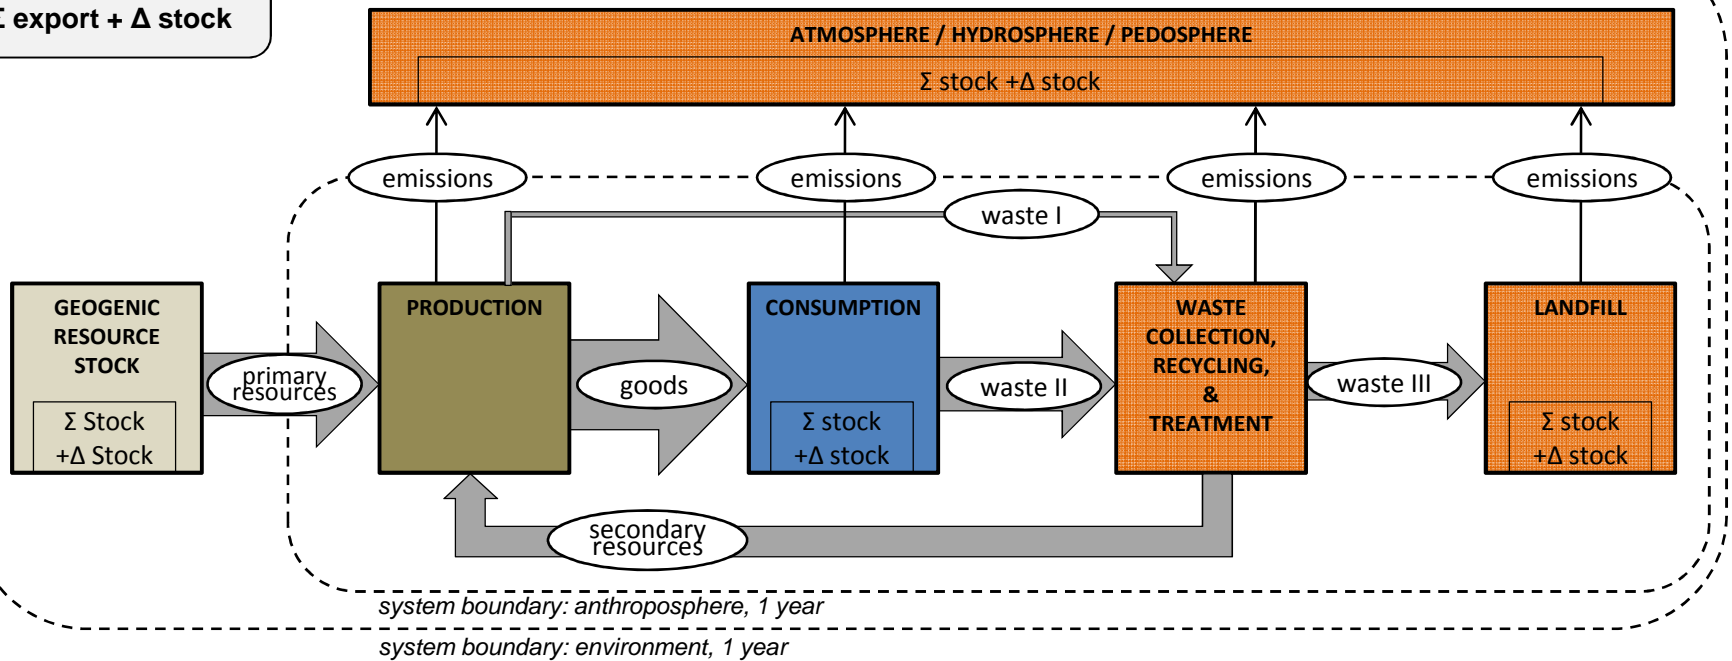 export + Δ stock
ATMOSPHERE / HYDROSPHERE / PEDOSPHERE
Σ stock +Δ stock
emissions
emissions
emissions
emissions
waste I
GEOGENIC
RESOURCE
STOCK
Σ Stock
+Δ Stock
primary
resources
PRODUCTION
goods
CONSUMPTION
Σ stock
+Δ stock
waste II
WASTE
COLLECTION,
RECYCLING,
&
TREATMENT
waste III
LANDFILL
Σ stock
+Δ stock
secondary
resources
system boundary: anthroposphere, 1 year
system boundary: environment, 1 year